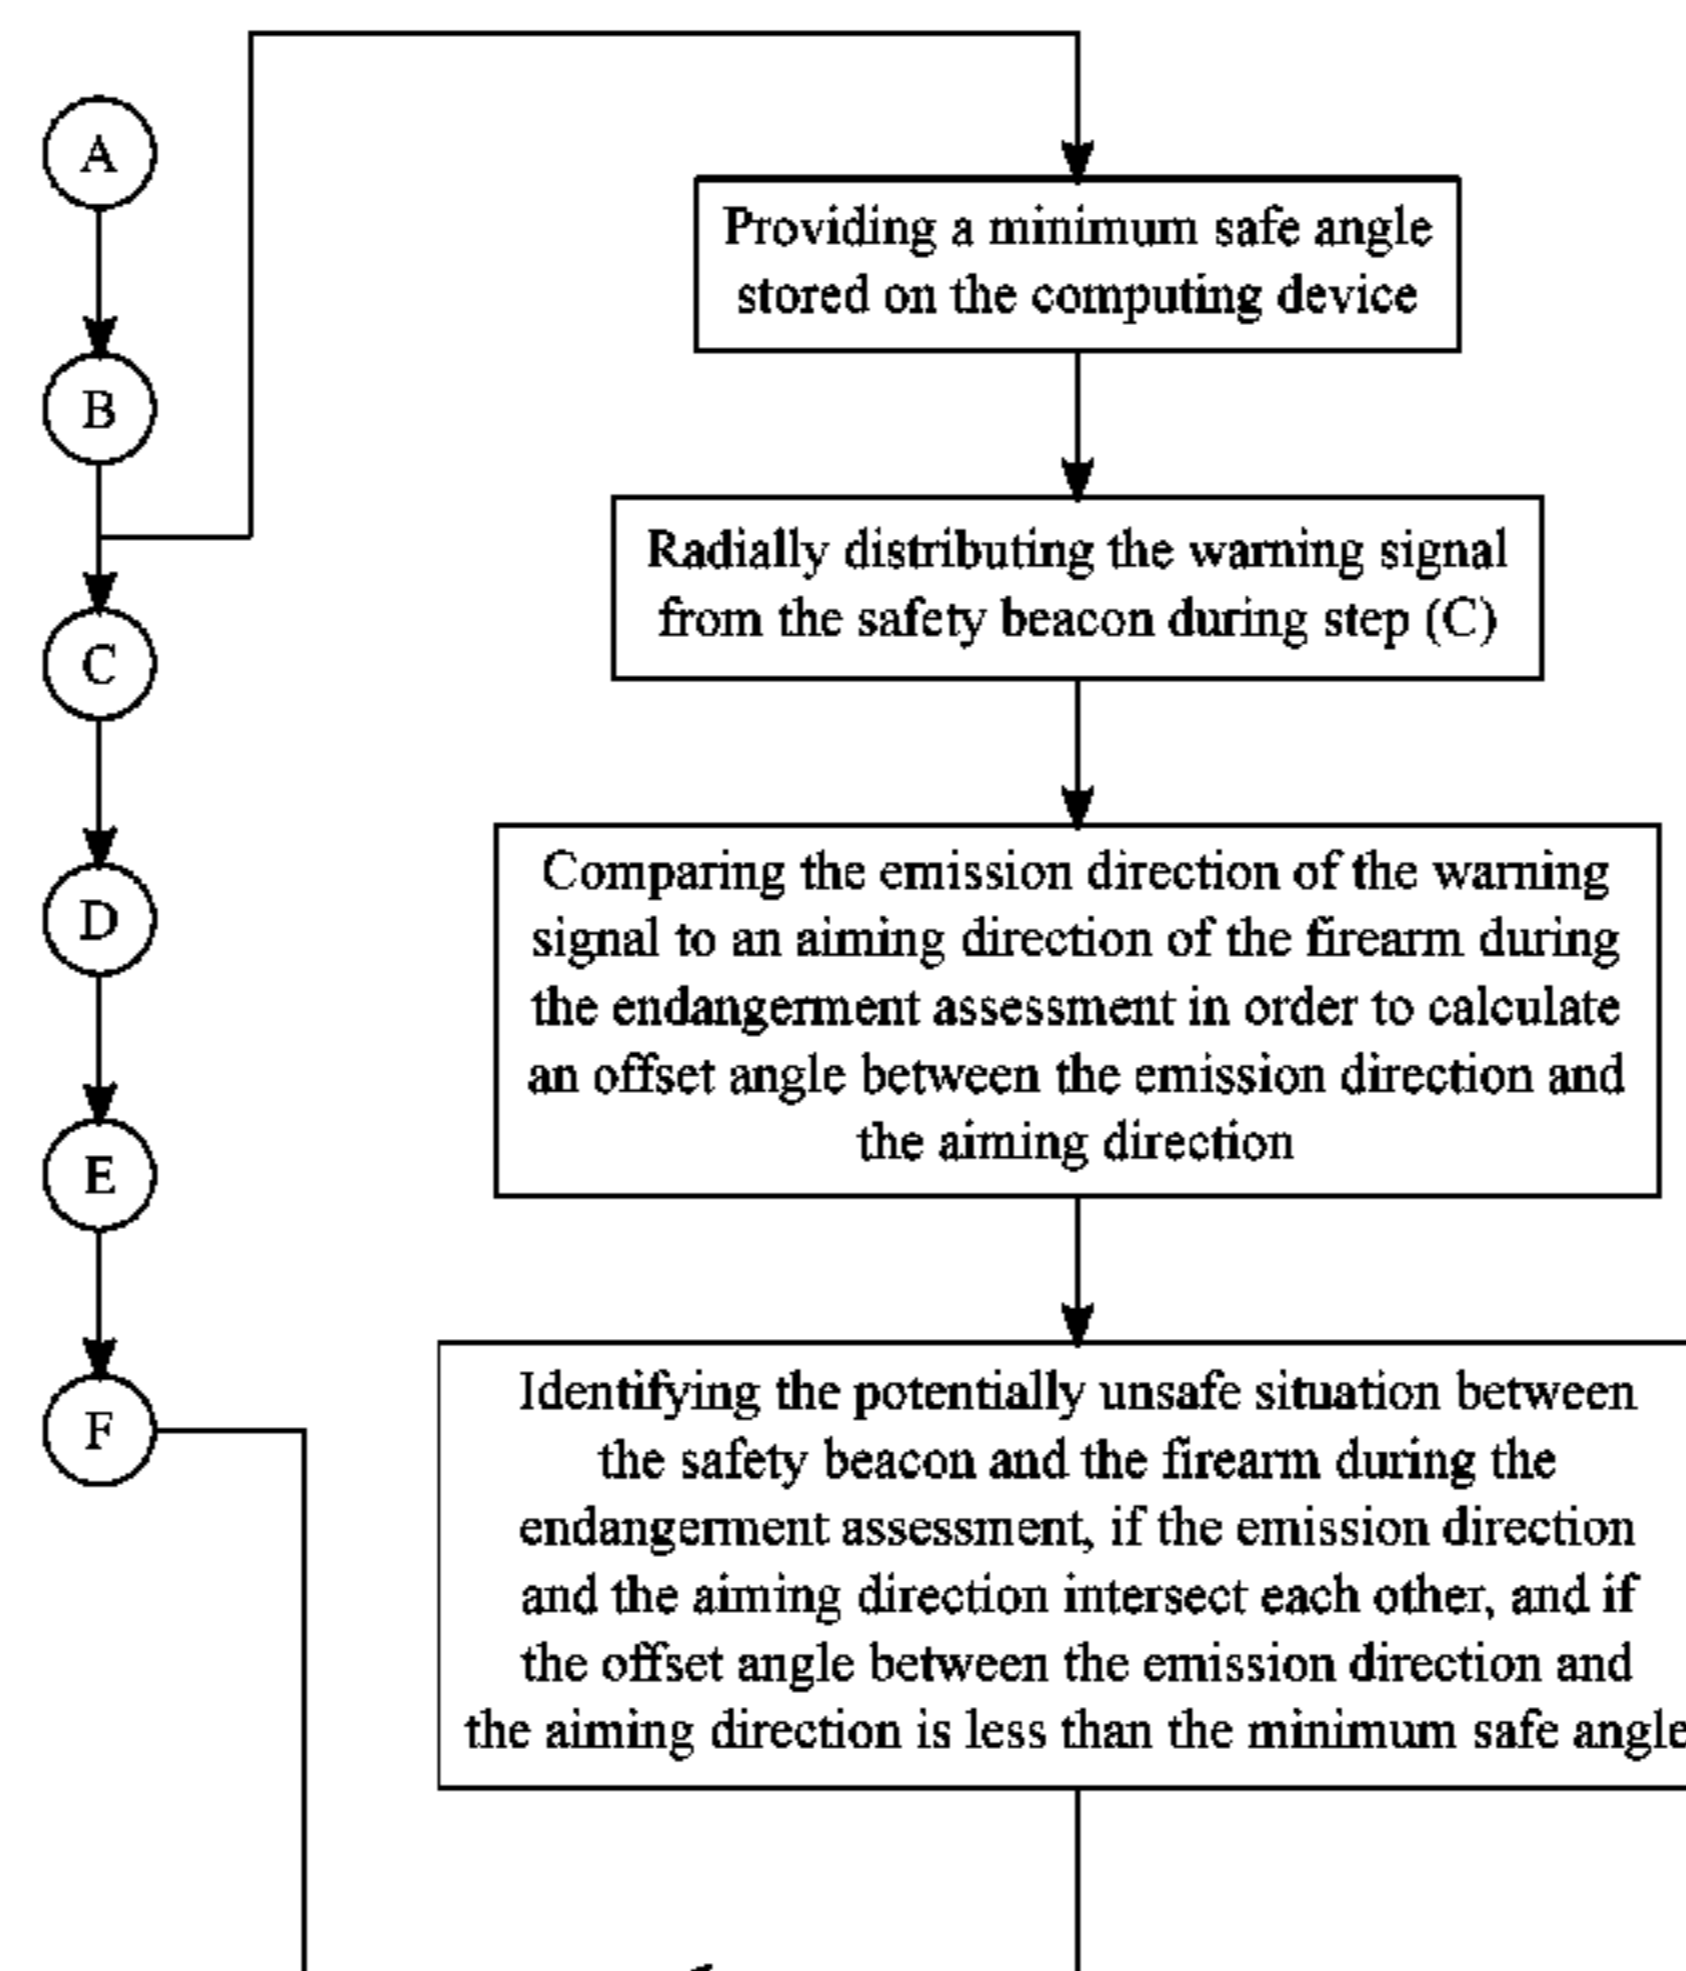 A
B
C
D
E
F
Providing a minimum safe angle
stored on the computing device
Radially distributing the warning signal
from the safety beacon during step (C)
Comparing the emission direction of the warning
signal to an aiming direction of the firearm during
the endangerment assessment in order to calculate
an offset angle between the emission direction and
the aiming direction
Identifying the potentially unsafe situation between
the safety beacon and the firearm during the
endangerment assessment, if the emission direction
and the aiming direction intersect each other, and if
the offset angle between the emission direction and
the aiming direction is less than the minimum safe angle